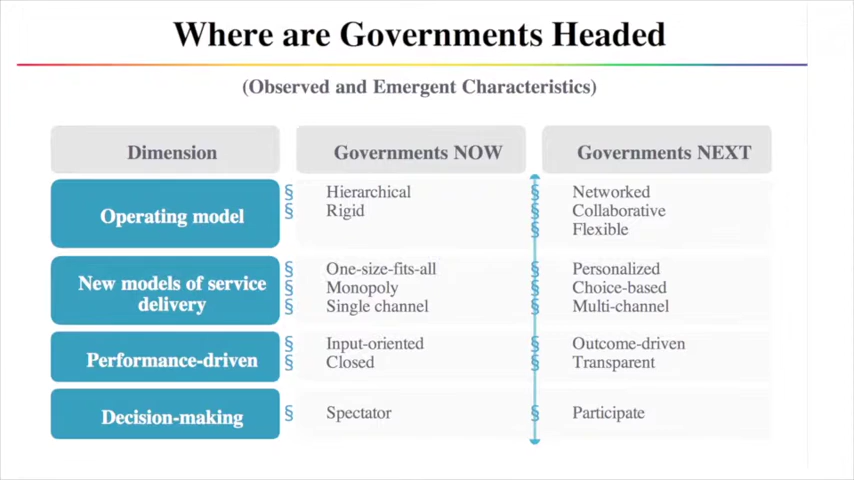 Where are Governments Headed
(Observed and Emergent Characteristics)
Dimension
Governments NOW
Governments NEXT
Operating model
§ Hierarchical
§ Rigid
§ Networked
§ Collaborative
§ Flexible
New models of service
delivery
§ One-size-fits-all
§ Monopoly
§ Single channel
§ Personalized
§ Choice-based
§ Multi-channel
Performance-driven
§ Input-oriented
§ Closed
§ Outcome-driven
§ Transparent
Decision-making
§ Spectator
§ Participate